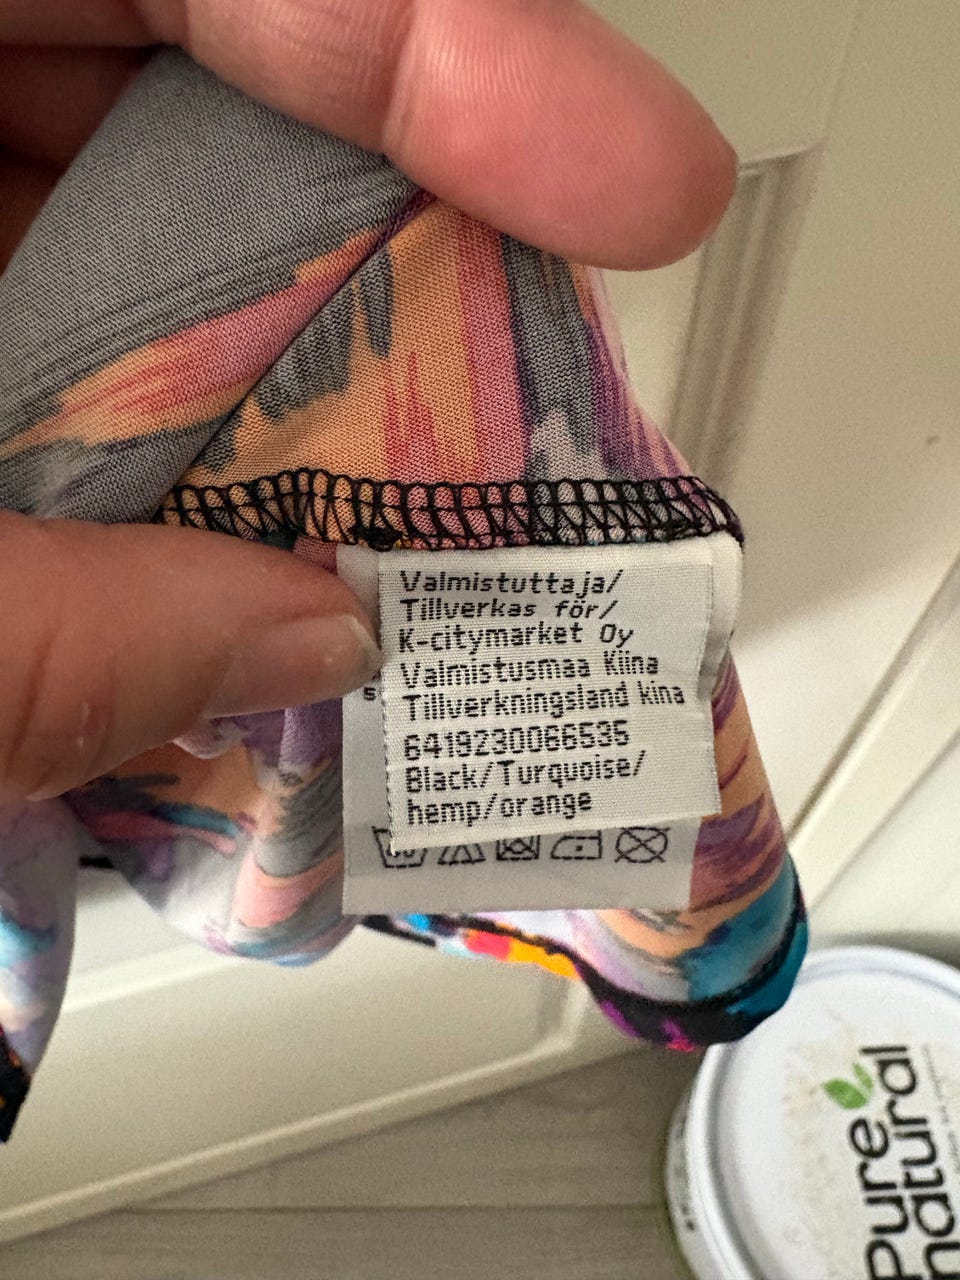 Valmistuttaja/
Tillverkas för/
K-citymarket Oy
Valmistusmaa Kiina
Tillverkningsland kina
6419230066535
Black/Turquoise/
hemp/orange
s
Pure
natural